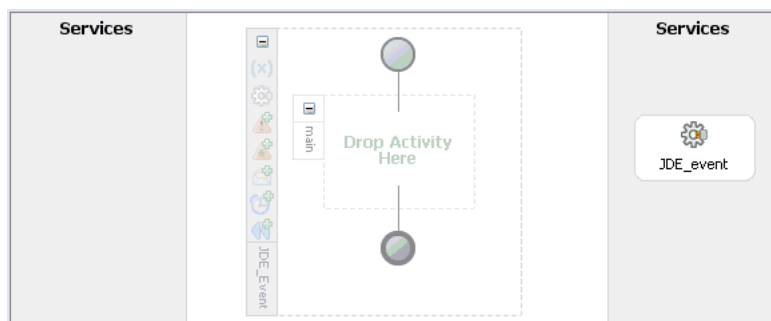 Services
Services
(x)
main
Drop Activity
Here
JDE_event
JDE_Event